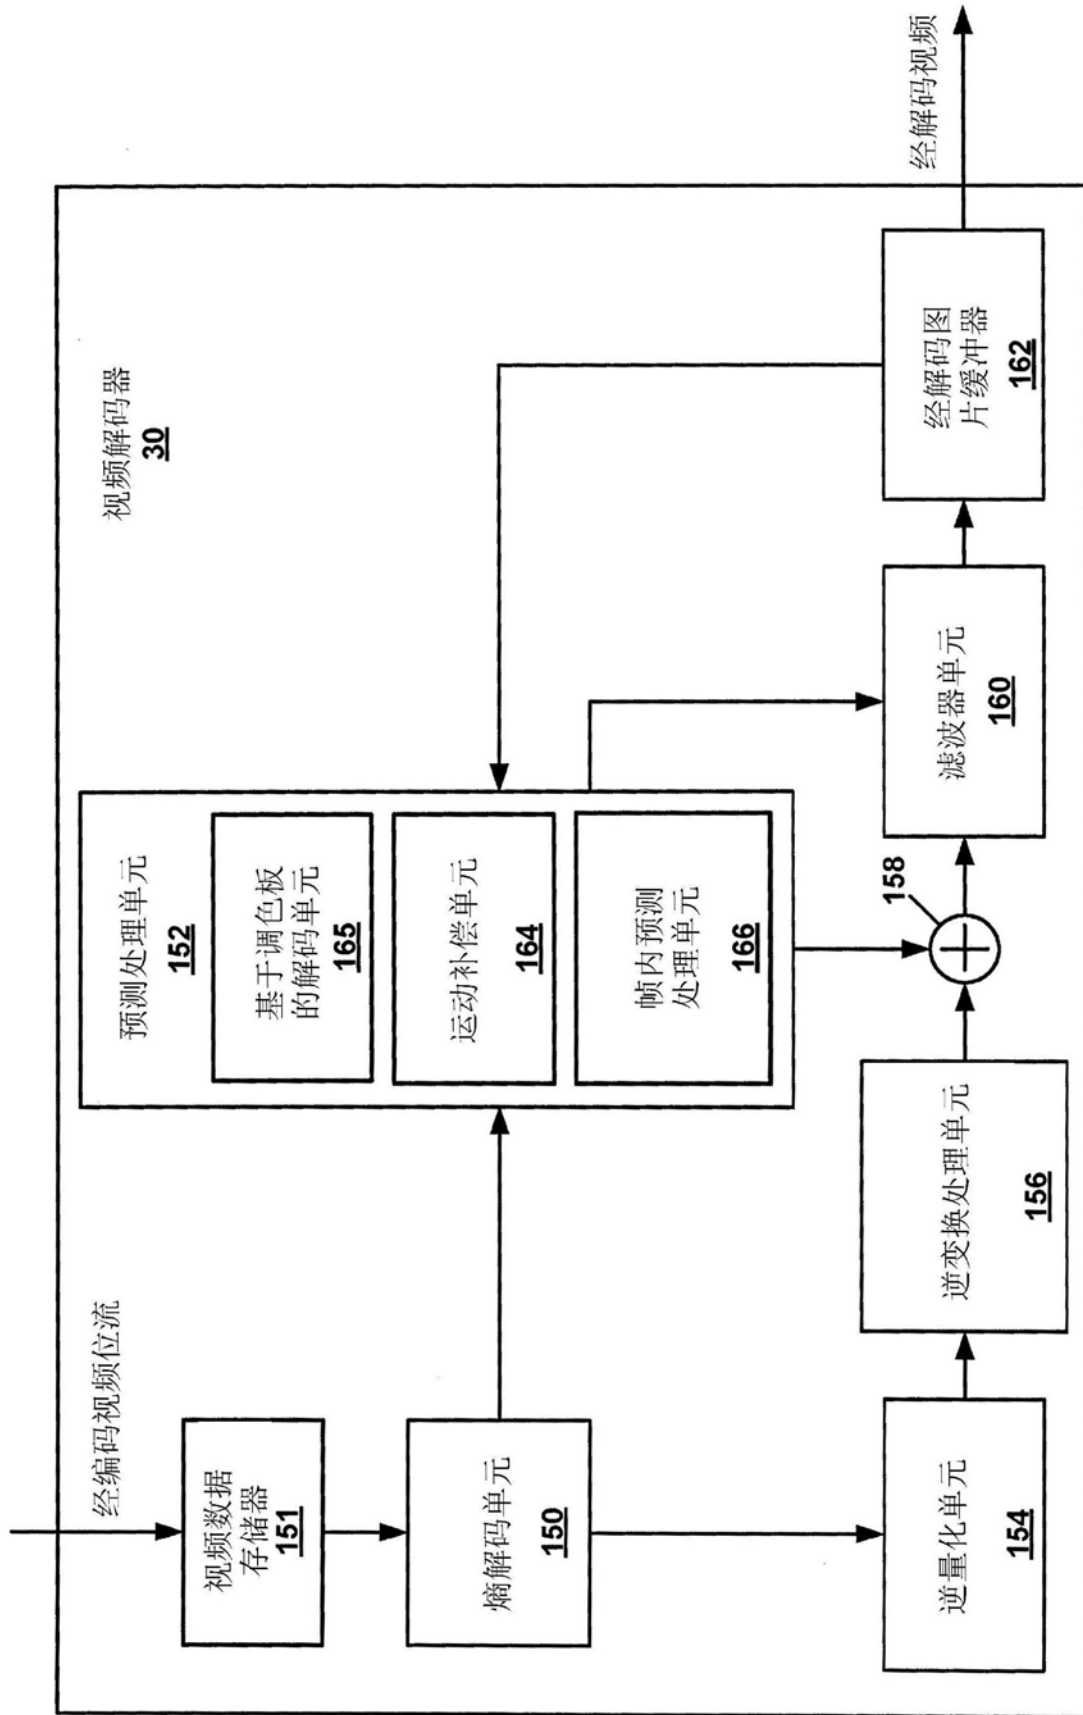 视频解码器
30
经编码视频位流
视频数据
存储器
151
熵解码单元
150
预测处理单元
152
基于调色板
的解码单元
165
运动补偿单元
164
帧内预测
处理单元
166
逆量化单元
154
逆变换处理单元
156
158
滤波器单元
160
经解码图
片缓冲器
162
经解码视频